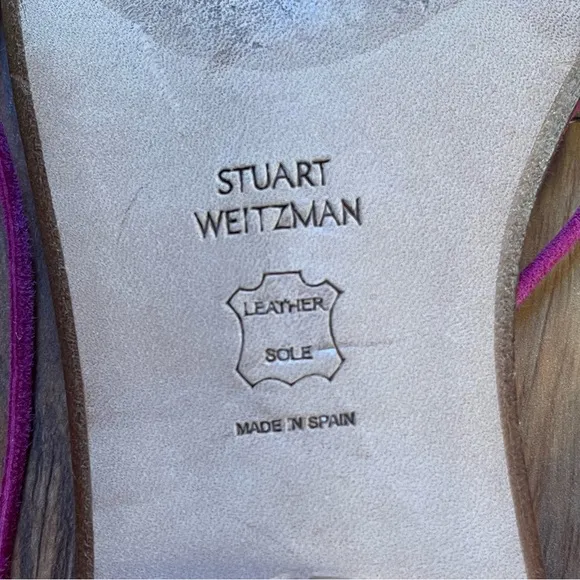 STUART
WEITZMAN
LEATHER
SOLE
MADE IN SPAIN